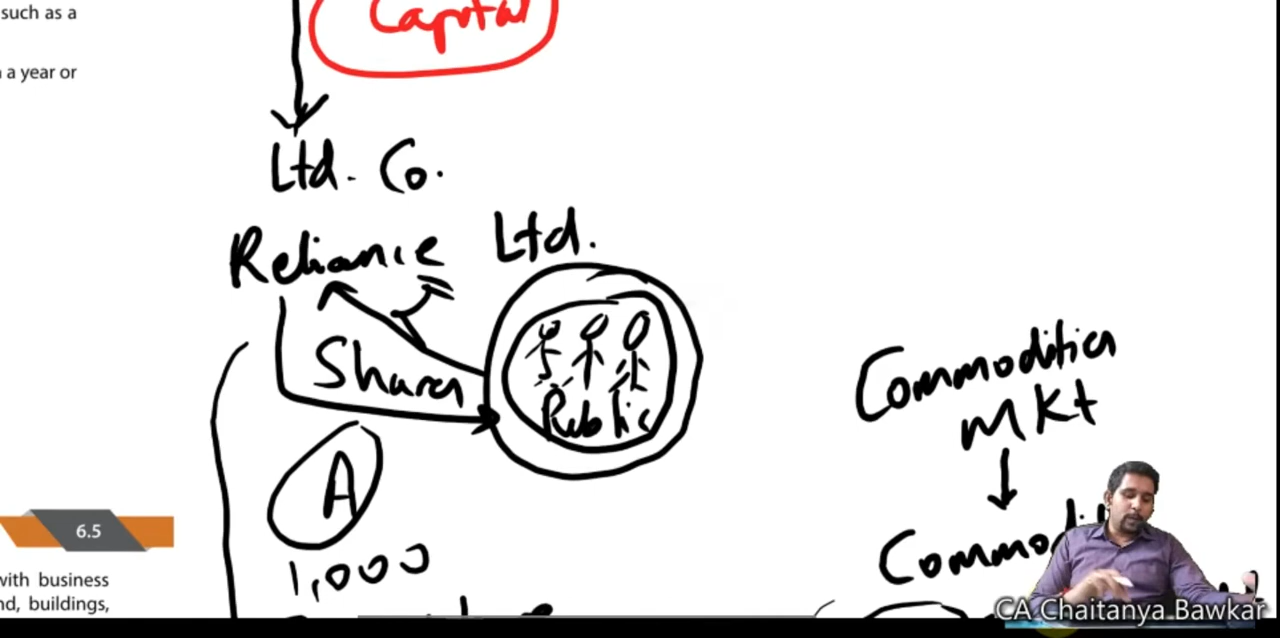 such as a
Capital
a year or
Ltd. Co.
Reliance Ltd.
Shares
Public
A
1,000
Commodities
Mkt
6.5
with business
nd, buildings,
CA Chaitanya Bawkar